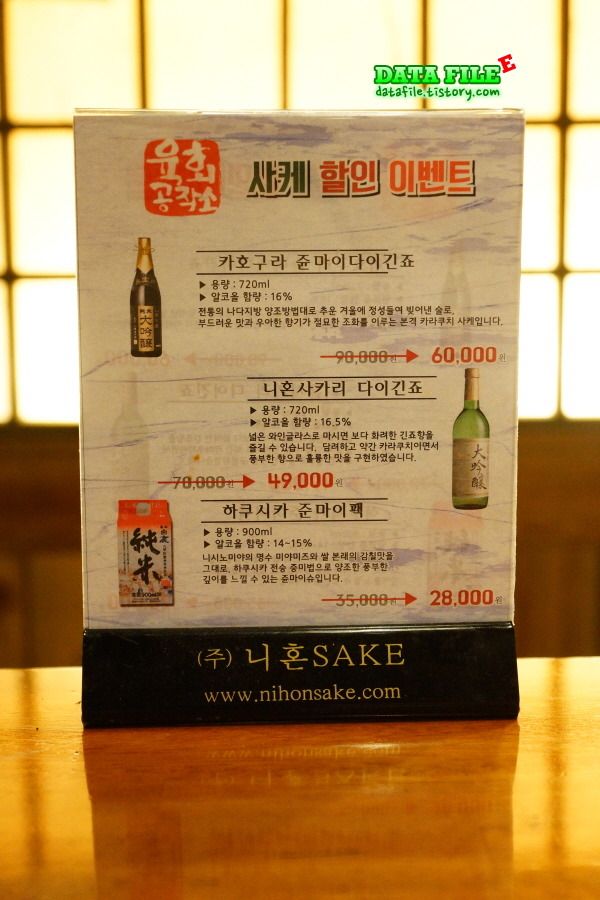 DATA FILE E
datafile.tistory.com
육회
공작소
사케 할인 이벤트
카호구라 쥰마이다이긴죠
▶ 용량 : 720ml
▶ 알코올 함량 : 16%
전통의 나다지방 양조방법대로 추운 겨울에 정성들여 빚어낸 술로,
부드러운 맛과 우아한 향기가 절묘한 조화를 이루는 본격 카라쿠치 사케입니다.
90,000원 → 60,000원
大吟醸
니혼사카리 다이긴죠
▶ 용량 : 720ml
▶ 알코올 함량 : 16.5%
넓은 와인글라스로 마시면 보다 화려한 긴죠향을
즐길 수 있습니다. 담려하고 약간 카라쿠치이면서
풍부한 향으로 훌륭한 맛을 구현하였습니다.
70,000원 → 49,000원
大吟醸
하쿠시카 준마이팩
▶ 용량 : 900ml
▶ 알코올 함량 : 14~15%
니시노미야의 명수 미야미즈와 쌀 본래의 감칠맛을
그대로, 하쿠시카 전승 중미법으로 양조한 풍부한
깊이를 느낄 수 있는 쥰마이슈입니다.
35,000원 → 28,000원
純米
(주) 니혼SAKE
www.nihonsake.com